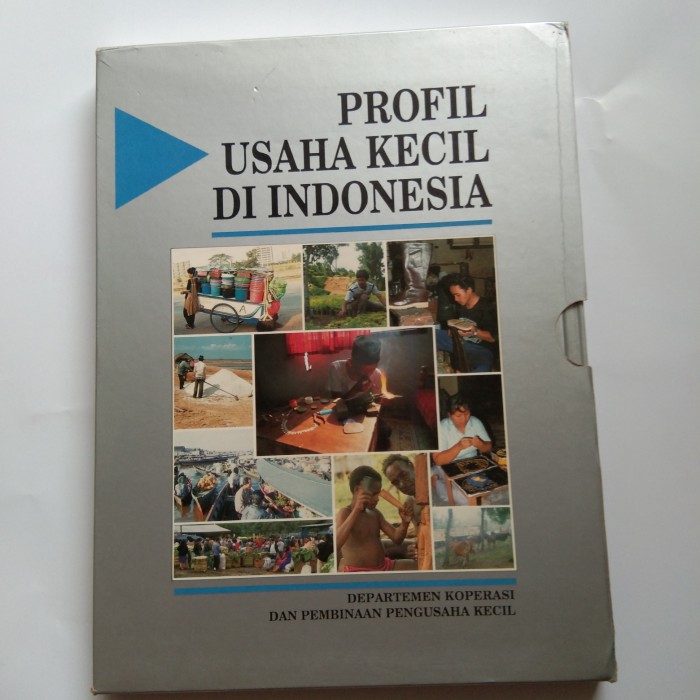 PROFIL
USAHA KECIL
DI INDONESIA
DEPARTEMEN KOPERASI
DAN PEMBINAAN PENGUSAHA KECIL